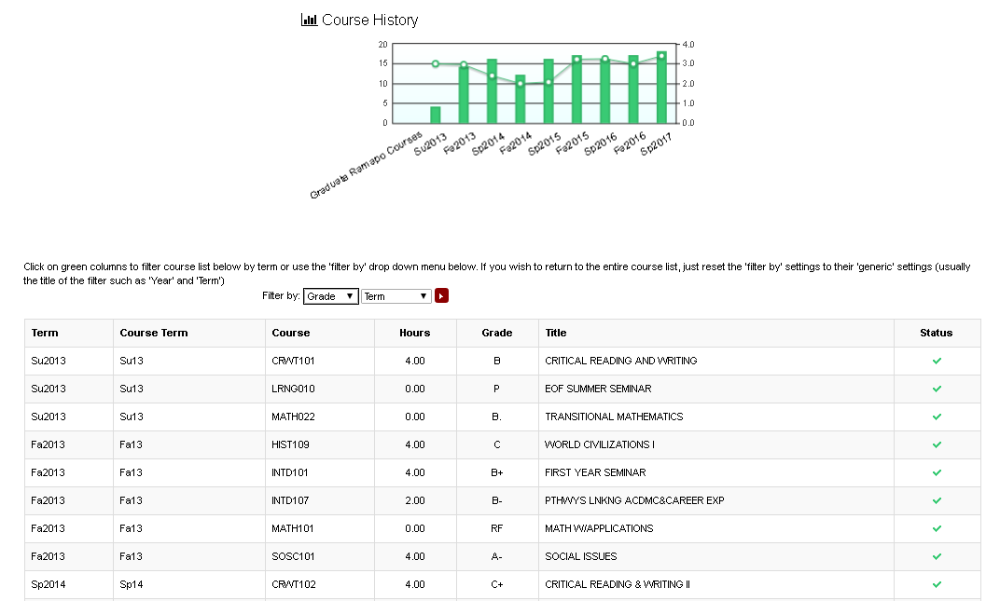 Course History
20
15
10
5
0
4.0
3.0
2.0
1.0
0.0
Graduate Ramapo Courses
Su2013
Fa2013
Sp2014
Fa2014
Sp2015
Fa2015
Sp2016
Fa2016
Sp2017
Click on green columns to filter course list below by term or use the 'filter by' drop down menu below. If you wish to return to the entire course list, just reset the 'filter by' settings to their 'generic' settings (usually
the title of the filter such as 'Year' and 'Term')
Filter by: Grade Term
Term Course Term Course Hours Grade Title Status
Su2013 Su13 CRWT101 4.00 B CRITICAL READING AND WRITING
Su2013 Su13 LRNG010 0.00 P EOF SUMMER SEMINAR
Su2013 Su13 MATH022 0.00 B. TRANSITIONAL MATHEMATICS
Fa2013 Fa13 HIST109 4.00 C WORLD CIVILIZATIONS I
Fa2013 Fa13 INTD101 4.00 B+ FIRST YEAR SEMINAR
Fa2013 Fa13 INTD107 2.00 B- PTHWYS LNKNG ACDMC&CAREER EXP
Fa2013 Fa13 MATH101 0.00 RF MATH W/APPLICATIONS
Fa2013 Fa13 SOSC101 4.00 A- SOCIAL ISSUES
Sp2014 Sp14 CRWT102 4.00 C+ CRITICAL READING & WRITING II